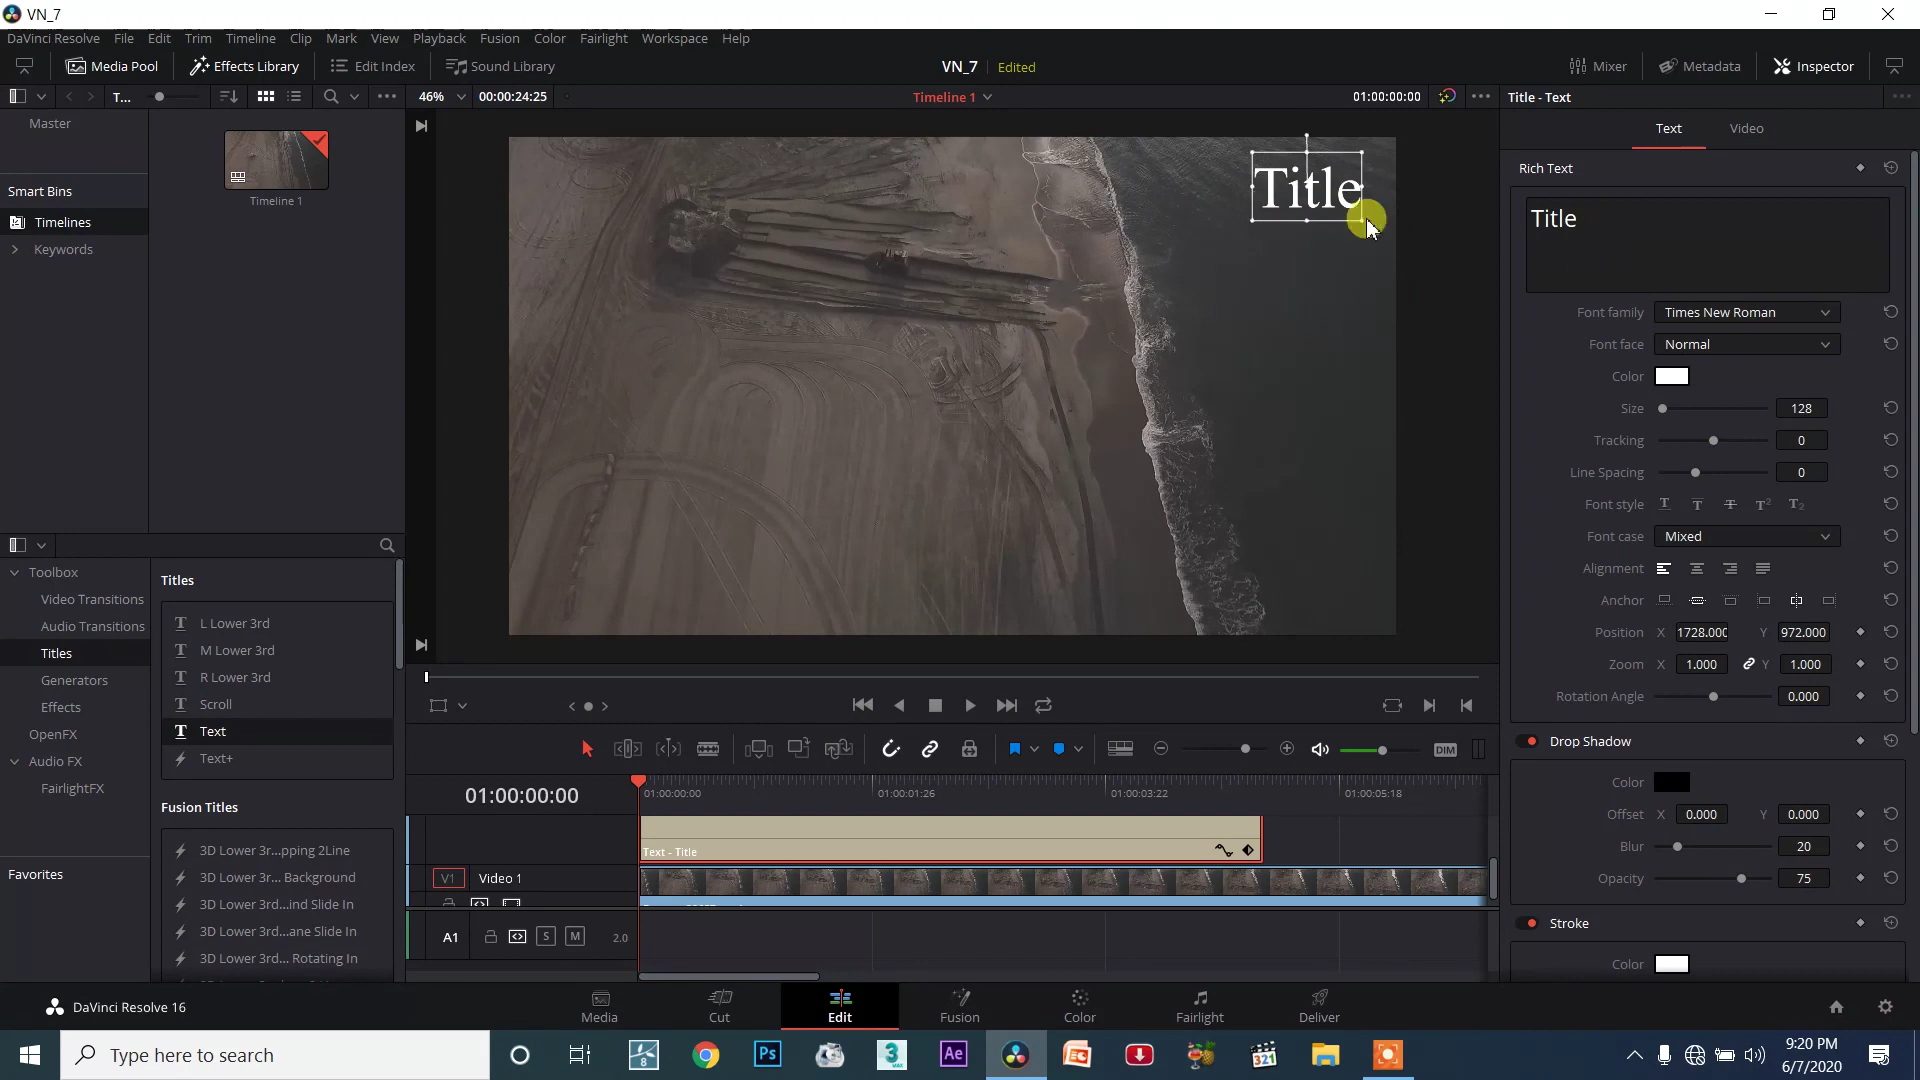 VN_7
DaVinci Resolve File Edit Trim Timeline Clip Mark View Playback Fusion Color Fairlight Workspace Help
Media Pool Effects Library Edit Index Sound Library VN_7 Edited Mixer Metadata Inspector
T... 46% 00:00:24:25 Timeline 1 01:00:00:00 Title - Text
Master
Smart Bins
Timelines
Keywords
Timeline 1
Title
Text Video
Rich Text
Title
Font family Times New Roman
Font face Normal
Color
Size 128
Tracking 0
Line Spacing 0
Font style T T T T2 T2
Font case Mixed
Alignment
Anchor
Position X 1728.000 Y 972.000
Zoom X 1.000 Y 1.000
Rotation Angle 0.000
Drop Shadow
Color
Offset X 0.000 Y 0.000
Blur 20
Opacity 75
Stroke
Color
Toolbox
Video Transitions
Audio Transitions
Titles
Generators
Effects
OpenFX
Audio FX
FairlightFX
Favorites
Titles
L Lower 3rd
M Lower 3rd
R Lower 3rd
Scroll
Text
Text+
Fusion Titles
3D Lower 3r...pping 2Line
3D Lower 3r... Background
3D Lower 3rd...ind Slide In
3D Lower 3rd...ane Slide In
3D Lower 3rd... Rotating In
DIM
01:00:00:00
01:00:00:00 01:00:01:26 01:00:03:22 01:00:05:18
Text - Title
V1 Video 1
A1 S M 2.0
DaVinci Resolve 16
Media Cut Edit Fusion Color Fairlight Deliver
Type here to search
Ps
Ae
321
9:20 PM
6/7/2020